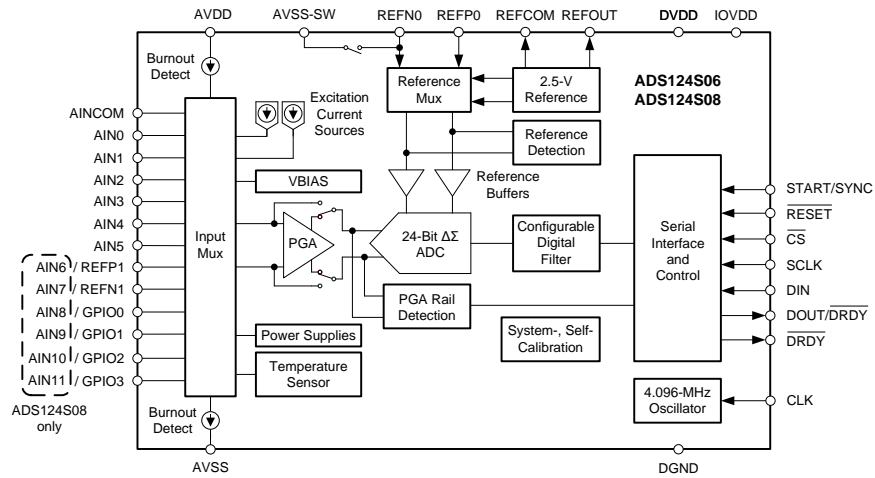 AVDD
AVSS-SW
REFN0
REFP0
REFCOM
REFOUT
DVDD
IOVDD
Burnout
Detect
Reference
Mux
2.5-V
Reference
ADS124S06
ADS124S08
Excitation
Current
Sources
Reference
Detection
AINCOM
AIN0
AIN1
AIN2
AIN3
AIN4
AIN5
AIN6 / REFP1
AIN7 / REFN1
AIN8 / GPIO0
AIN9 / GPIO1
AIN10 / GPIO2
AIN11 / GPIO3
ADS124S08
only
Input
Mux
VBIAS
Reference
Buffers
PGA
24-Bit ΔΣ
ADC
Configurable
Digital
Filter
Serial
Interface
and
Control
START/SYNC
RESET
CS
SCLK
DIN
DOUT/DRDY
DRDY
PGA Rail
Detection
Power Supplies
System-, Self-
Calibration
Temperature
Sensor
4.096-MHz
Oscillator
CLK
Burnout
Detect
AVSS
DGND